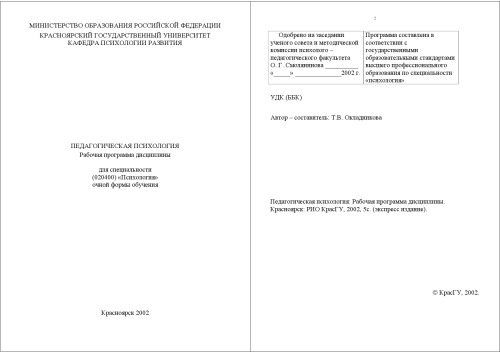 МИНИСТЕРСТВО ОБРАЗОВАНИЯ РОССИЙСКОЙ ФЕДЕРАЦИИ
КРАСНОЯРСКИЙ ГОСУДАРСТВЕННЫЙ УНИВЕРСИТЕТ
КАФЕДРА ПСИХОЛОГИИ РАЗВИТИЯ
ПЕДАГОГИЧЕСКАЯ ПСИХОЛОГИЯ
Рабочая программа дисциплины
для специальности
(020400) «Психология»
очной формы обучения
Красноярск 2002
2
Одобрено на заседании
ученого совета и методической
комиссии психолого –
педагогического факультета
О. Г. Смолянинова __________
«_____» ______________2002 г.
Программа составлена в
соответствии с
государственными
образовательными стандартами
высшего профессионального
образования по специальности
«психология»
УДК (ББК)
Автор – составитель: Т.В. Окладникова
Педагогическая психология: Рабочая программа дисциплины.
Красноярск: РИО КрасГУ, 2002, 5с. (экспресс издание).
© КрасГУ, 2002.